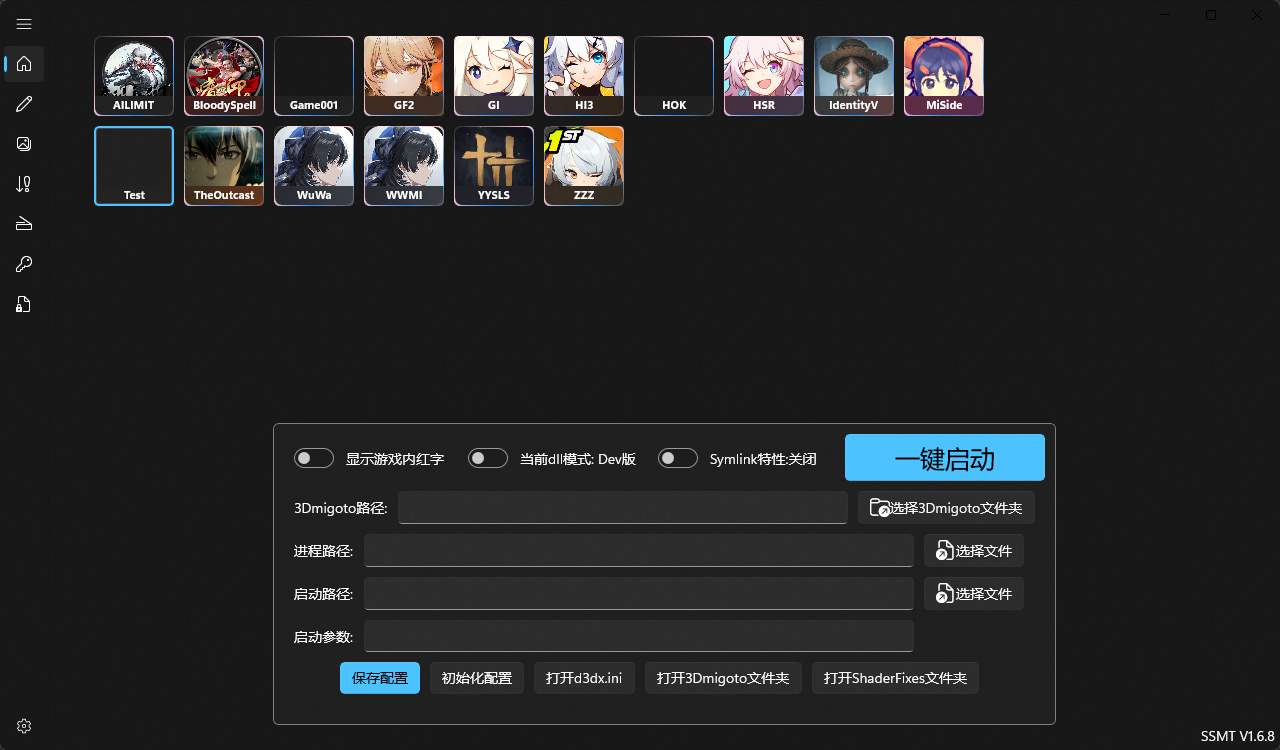 AILIMIT
BloodySpell
Game001
GF2
GI
HI3
HOK
HSR
IdentityV
MiSide
Test
TheOutcast
WuWa
WWMI
YYSLS
1ST
ZZZ
显示游戏内红字
当前dll模式: Dev版
Symlink特性:关闭
一键启动
3Dmigoto路径:
选择3Dmigoto文件夹
进程路径:
选择文件
启动路径:
选择文件
启动参数:
保存配置
初始化配置
打开d3dx.ini
打开3Dmigoto文件夹
打开ShaderFixes文件夹
SSMT V1.6.8